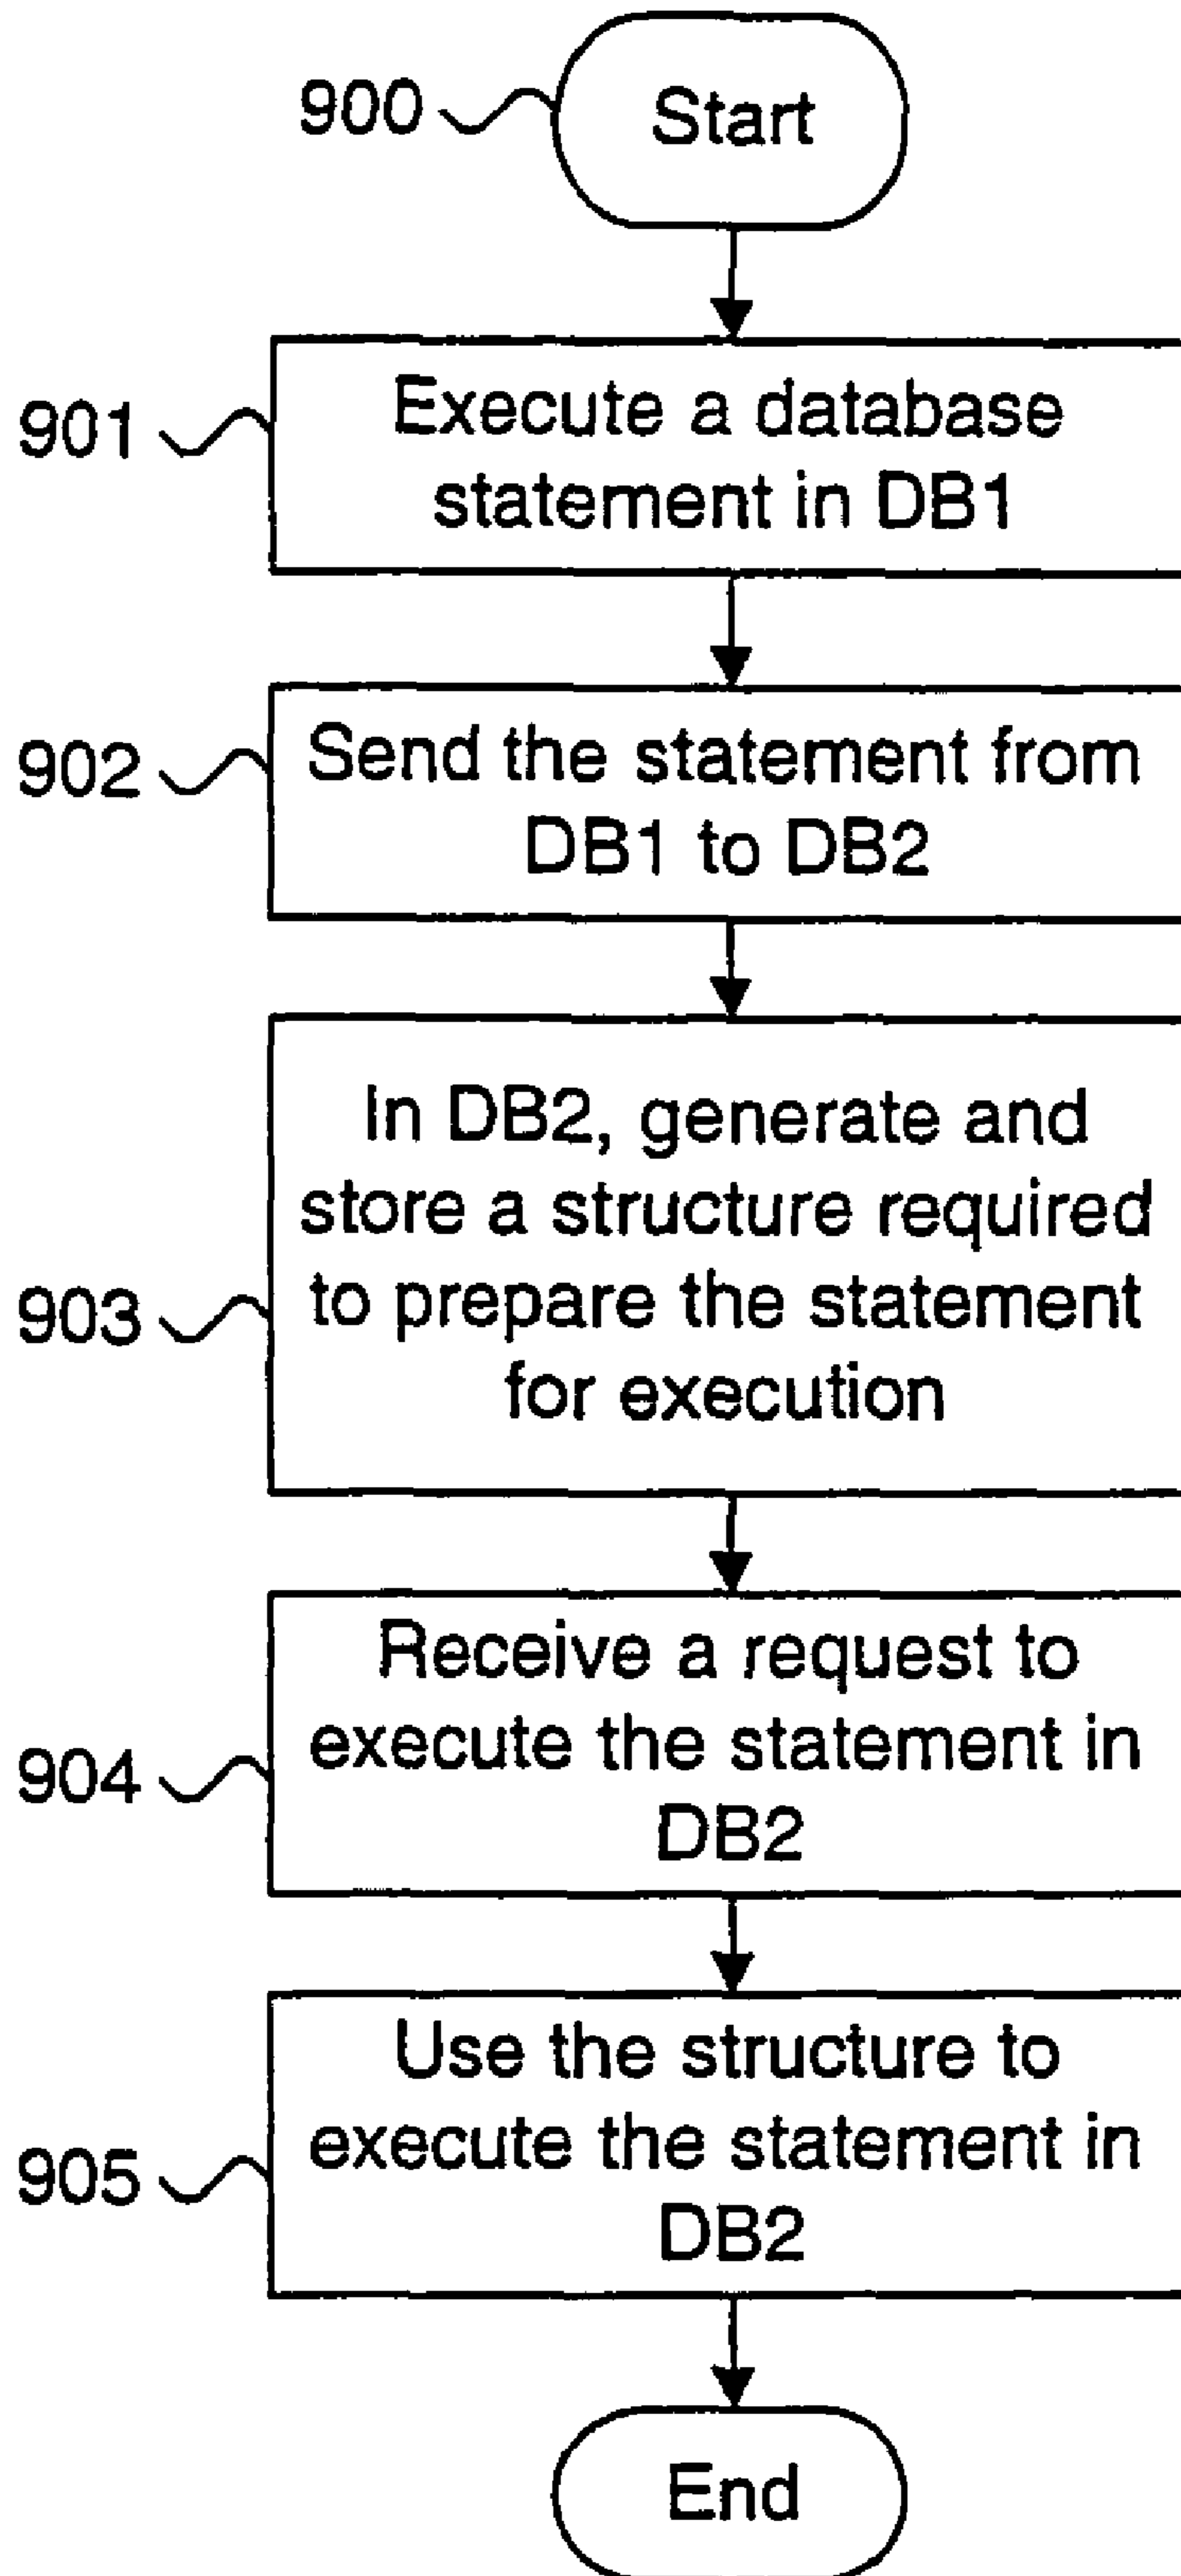 900
Start
901
Execute a database
statement in DB1
902
Send the statement from
DB1 to DB2
903
In DB2, generate and
store a structure required
to prepare the statement
for execution
904
Receive a request to
execute the statement in
DB2
905
Use the structure to
execute the statement in
DB2
End